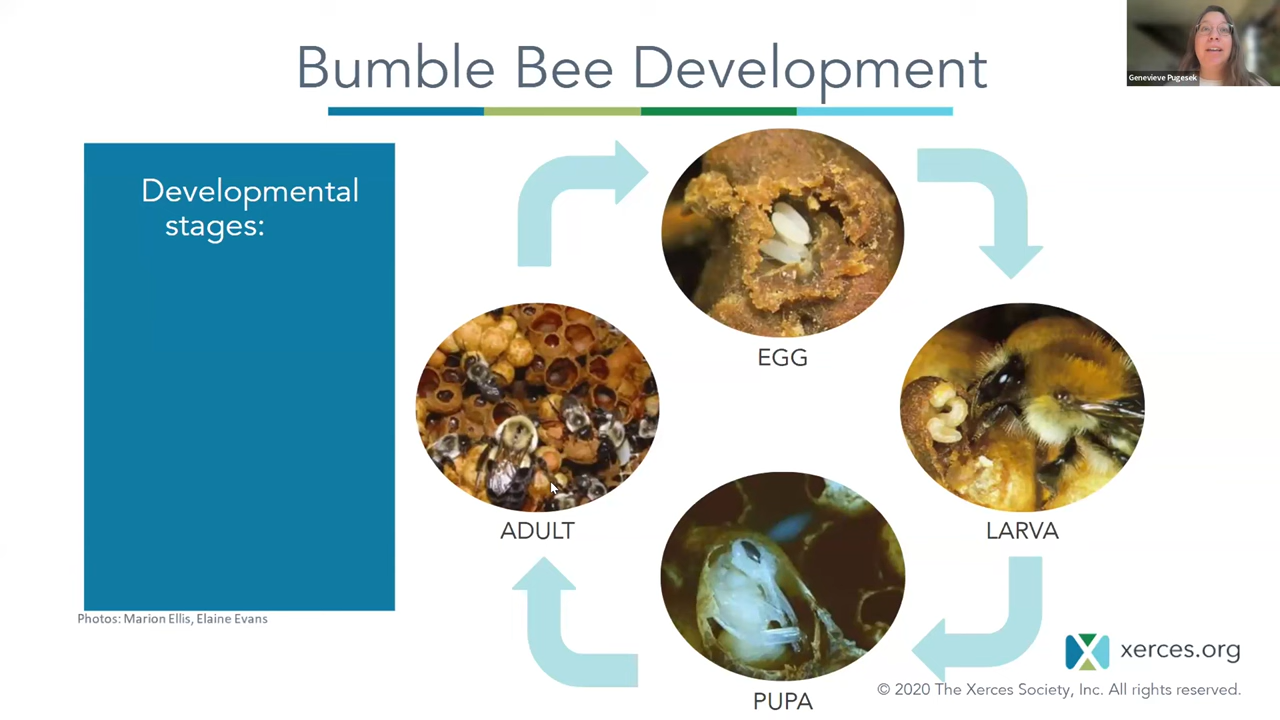 Bumble Bee Development
Genevieve Pugesek
Developmental
stages:
EGG
ADULT
LARVA
PUPA
Photos: Marion Ellis, Elaine Evans
xerces.org
© 2020 The Xerces Society, Inc. All rights reserved.